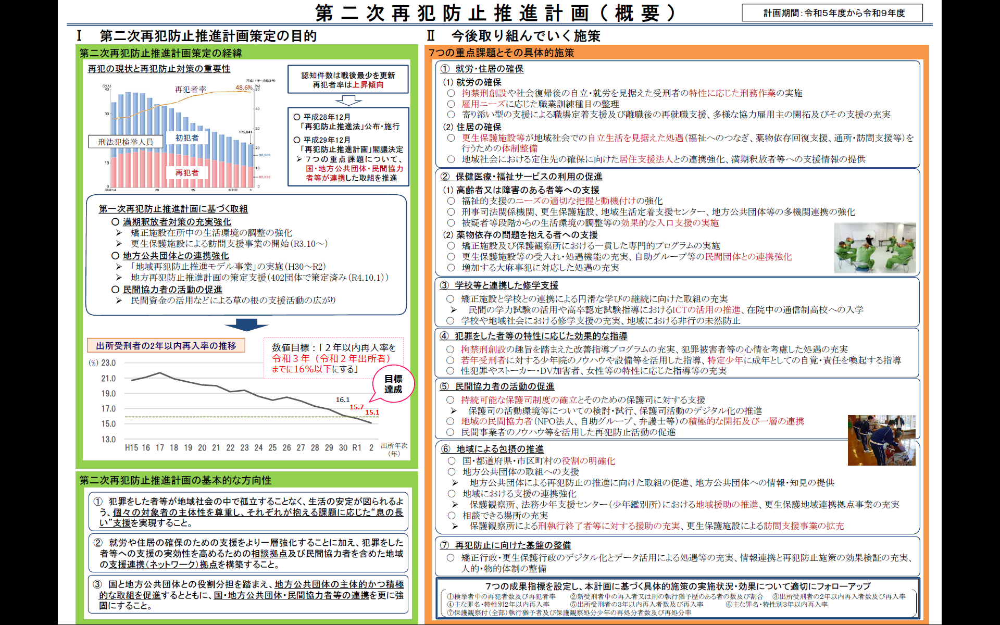 第二次再犯防止推進計画（概要）
計画期間：令和５年度から令和９年度
Ⅰ　第二次再犯防止推進計画策定の目的
第二次再犯防止推進計画策定の経緯
再犯の現状と再犯防止対策の重要性
（平成14年～令和３年）
（万人）
（％）
再犯者率
48.6%
40
30
10
0
50
40
30
20
10
0
175,041
90,009
85,032
刑法犯検挙人員
初犯者
再犯者
平成14
20
25
令和元
3
認知件数は戦後最少を更新
再犯者率は上昇傾向
○ 平成28年12月
「再犯防止推進法」公布・施行
○ 平成29年12月
「再犯防止推進計画」閣議決定
➢ ７つの重点課題について、
国・地方公共団体・民間協力
者等が連携した取組を推進
第一次再犯防止推進計画に基づく取組
○ 満期釈放者対策の充実強化
➢ 矯正施設在所中の生活環境の調整の強化
➢ 更生保護施設による訪問支援事業の開始（R3.10～）
○ 地方公共団体との連携強化
➢ 「地域再犯防止推進モデル事業」の実施（H30～R2）
➢ 地方再犯防止推進計画の策定支援（402団体で策定済み（R4.10.1））
○ 民間協力者の活動の促進
➢ 民間資金の活用などによる草の根の支援活動の広がり
出所受刑者の2年以内再入率の推移
数値目標：「２年以内再入率を
令和３年（令和２年出所者）
までに16％以下にする」
目標
達成
(%) 23.0
21.0
19.0
17.0
15.0
13.0
16.1
15.7
15.1
H15 16 17 18 19 20 21 22 23 24 25 26 27 28 29 30 R1 2
出所年次
（年）
第二次再犯防止推進計画の基本的な方向性
① 犯罪をした者等が地域社会の中で孤立することなく、生活の安定が図られるよ
う、個々の対象者の主体性を尊重し、それぞれが抱える課題に応じた“息の長
い”支援を実現すること。
② 就労や住居の確保のための支援をより一層強化することに加え、犯罪をした
者等への支援の実効性を高めるための相談拠点及び民間協力者を含めた地域
の支援連携（ネットワーク）拠点を構築すること。
③ 国と地方公共団体との役割分担を踏まえ、地方公共団体の主体的かつ積極
的な取組を促進するとともに、国・地方公共団体・民間協力者等の連携を更に強
固にすること。
Ⅱ　今後取り組んでいく施策
７つの重点課題とその具体的施策
① 就労・住居の確保
(1) 就労の確保
○ 拘禁刑創設や社会復帰後の自立・就労を見据えた受刑者の特性に応じた刑務作業の実施
○ 雇用ニーズに応じた職業訓練種目の整理
○ 寄り添い型の支援による職場定着支援及び離職後の再就職支援、多様な協力雇用主の開拓及びその支援の充実
(2) 住居の確保
○ 更生保護施設等が地域社会での自立生活を見据えた処遇（福祉へのつなぎ、薬物依存回復支援、通所・訪問支援等）を
行うための体制整備
○ 地域社会における定住先の確保に向けた居住支援法人との連携強化、満期釈放者等への支援情報の提供
② 保健医療・福祉サービスの利用の促進
(1) 高齢者又は障害のある者等への支援
○ 福祉的支援のニーズの適切な把握と動機付けの強化
○ 刑事司法関係機関、更生保護施設、地域生活定着支援センター、地方公共団体等の多機関連携の強化
○ 被疑者等段階からの生活環境の調整等の効果的な入口支援の実施
(2) 薬物依存の問題を抱える者への支援
○ 矯正施設及び保護観察所における一貫した専門的プログラムの実施
○ 更生保護施設等の受入れ・処遇機能の充実、自助グループ等の民間団体との連携強化
○ 増加する大麻事犯に対応した処遇の充実
③ 学校等と連携した修学支援
○ 矯正施設と学校との連携による円滑な学びの継続に向けた取組の充実
➢ 民間の学力試験の活用や高卒認定試験指導におけるICTの活用の推進、在院中の通信制高校への入学
○ 学校や地域社会における修学支援の充実、地域における非行の未然防止
④ 犯罪をした者等の特性に応じた効果的な指導
○ 拘禁刑創設の趣旨を踏まえた改善指導プログラムの充実、犯罪被害者等の心情を考慮した処遇の充実
○ 若年受刑者に対する少年院のノウハウや設備等を活用した指導、特定少年に成年としての自覚・責任を喚起する指導
○ 性犯罪やストーカー・DV加害者、女性等の特性に応じた指導等の充実
⑤ 民間協力者の活動の促進
○ 持続可能な保護司制度の確立とそのための保護司に対する支援
➢ 保護司の活動環境等についての検討・試行、保護司活動のデジタル化の推進
○ 地域の民間協力者（NPO法人、自助グループ、弁護士等）の積極的な開拓及び一層の連携
○ 民間事業者のノウハウ等を活用した再犯防止活動の促進
⑥ 地域による包摂の推進
○ 国・都道府県・市区町村の役割の明確化
○ 地方公共団体の取組への支援
➢ 地方公共団体による再犯防止の推進に向けた取組の促進、地方公共団体への情報・知見の提供
○ 地域における支援の連携強化
➢ 保護観察所、法務少年支援センター（少年鑑別所）における地域援助の推進、更生保護地域連携拠点事業の充実
○ 相談できる場所の充実
➢ 保護観察所による刑執行終了者等に対する援助の充実、更生保護施設による訪問支援事業の拡充
⑦ 再犯防止に向けた基盤の整備
○ 矯正行政・更生保護行政のデジタル化とデータ活用による処遇等の充実、情報連携と再犯防止施策の効果検証の充実、
人的・物的体制の整備
７つの成果指標を設定し、本計画に基づく具体的施策の実施状況・効果について適切にフォローアップ
①検挙者中の再犯者数及び再犯者率　②新受刑者中の再入者又は刑の執行猶予歴のある者の数及び割合　③出所受刑者の2年以内再入者数及び再入率
④主な罪名・特性別2年以内再入率　⑤出所受刑者の3年以内再入者数及び再入率　⑥主な罪名・特性別3年以内再入率
⑦保護観察付（全部）執行猶予者及び保護観察処分少年の再処分者数及び再処分率